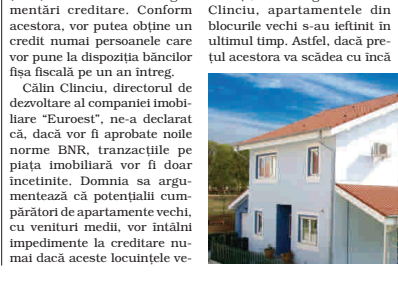 mentări creditare. Conform
acestora, vor putea obține un
credit numai persoanele care
vor pune la dispoziția băncilor
fișa fiscală pe un an întreg.
Călin Clinciu, directorul de
dezvoltare al companiei imobi-
liare “Euroest”, ne-a declarat
că, dacă vor fi aprobate noile
norme BNR, tranzacțiile pe
piața imobiliară vor fi doar
încetinite. Domnia sa argu-
mentează că potențialii cum-
părători de apartamente vechi,
cu venituri medii, vor întâlni
impedimente la creditare nu-
mai dacă aceste locuințele ve-
Clinciu, apartamentele din
blocurile vechi s-au ieftinit în
ultimul timp. Astfel, dacă pre-
țul acestora va scădea cu încă